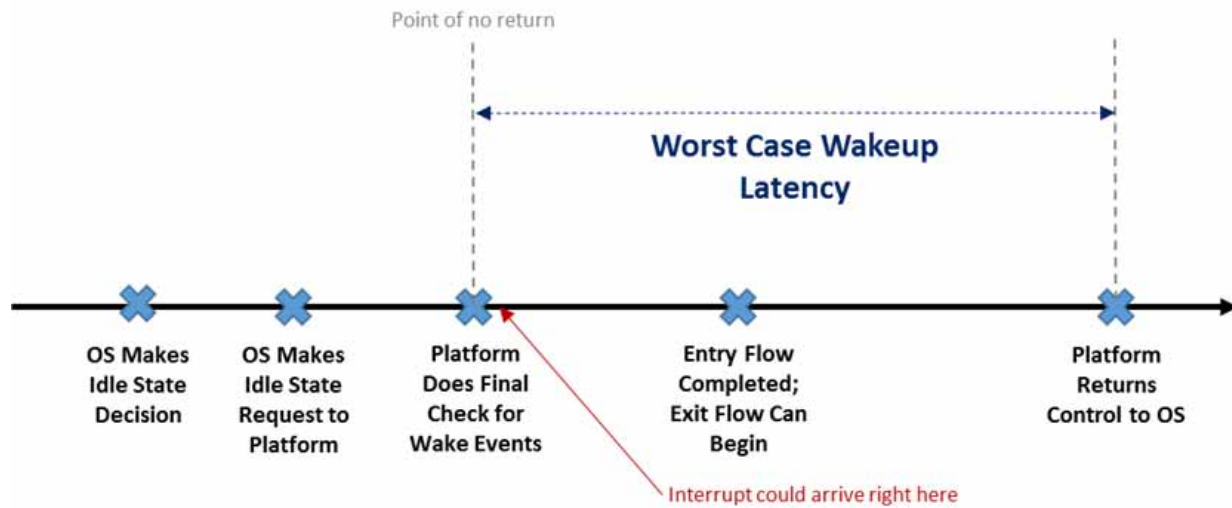 Point of no return
Worst Case Wakeup
Latency
OS Makes
Idle State
Decision
OS Makes
Idle State
Request to
Platform
Platform
Does Final
Check for
Wake Events
Entry Flow
Completed;
Exit Flow Can
Begin
Platform
Returns
Control to OS
Interrupt could arrive right here